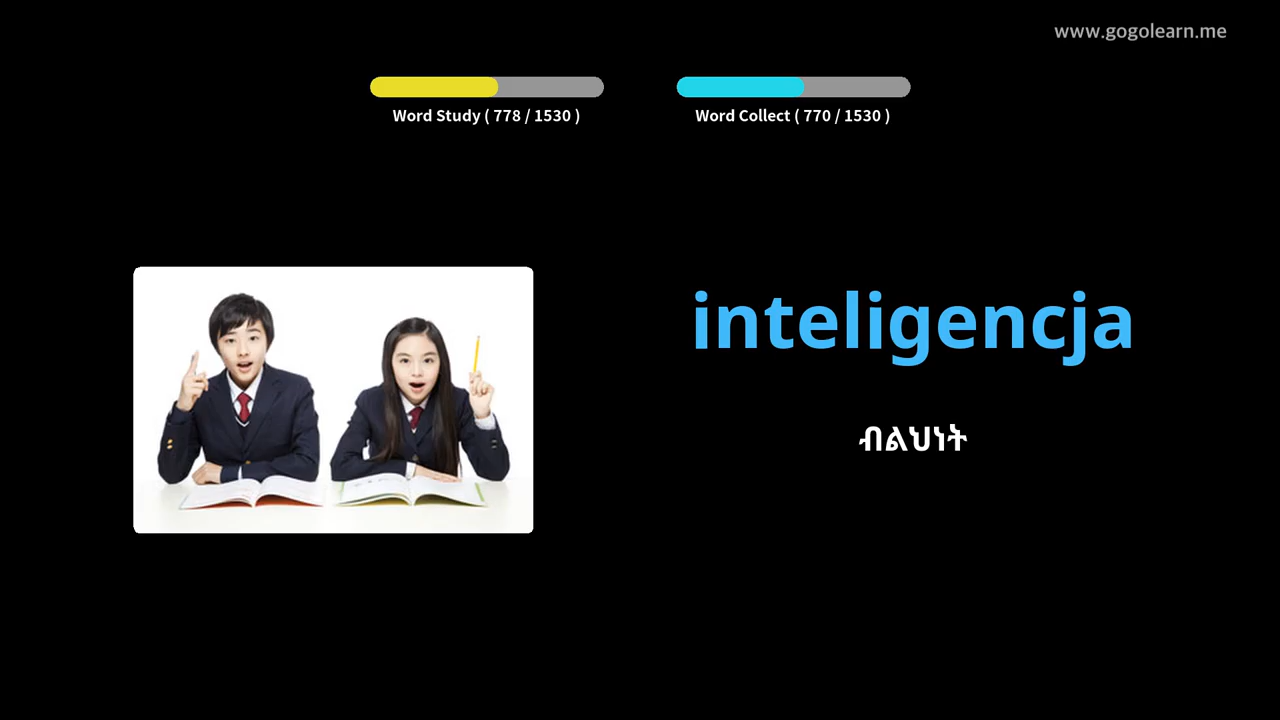 www.gogolearn.me
Word Study ( 778 / 1530 )
Word Collect ( 770 / 1530 )
inteligencja
ብልህነት